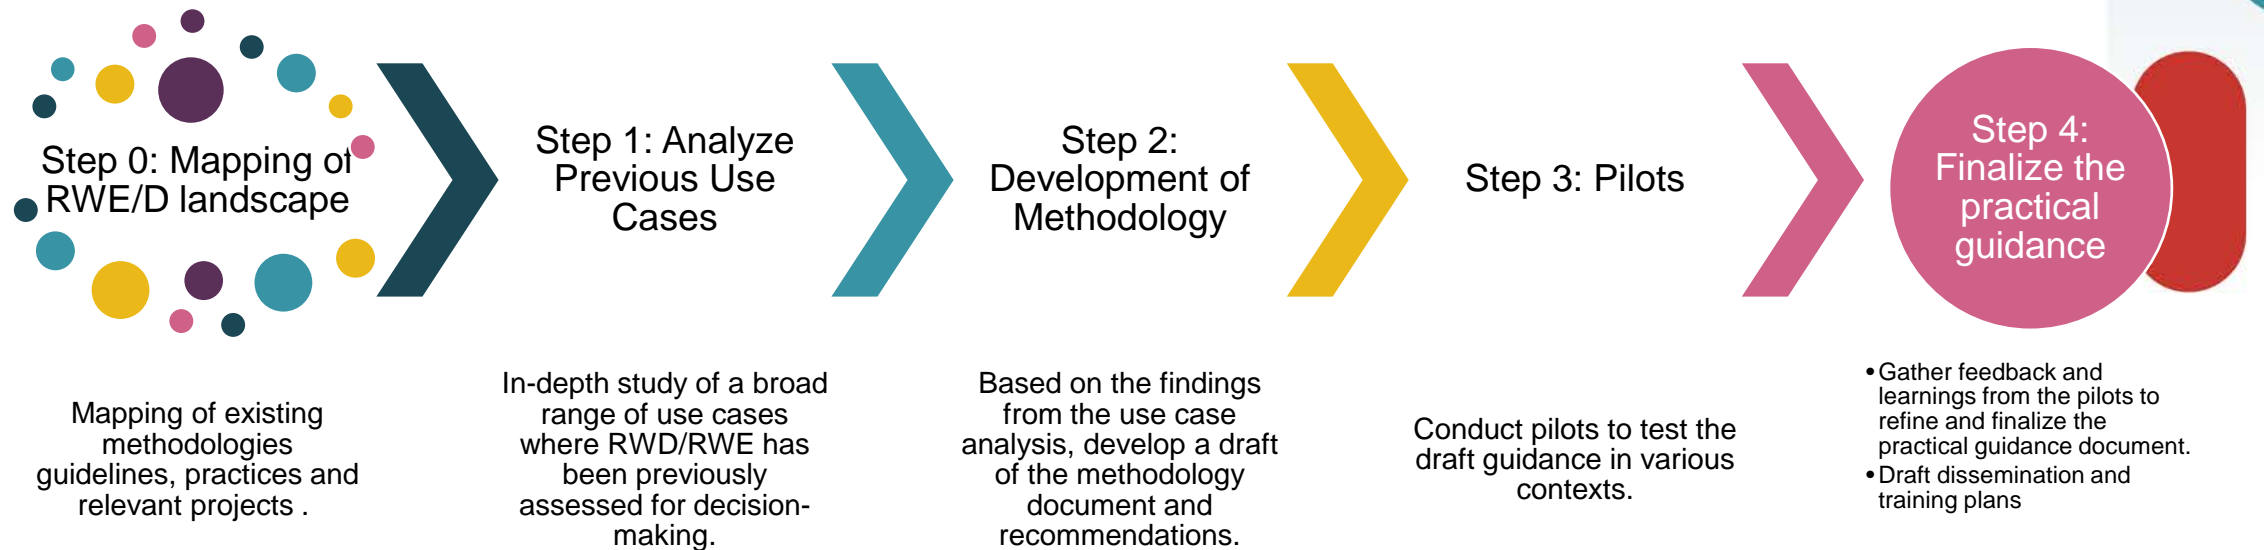 Step 0: Mapping of
RWE/D landscape
Mapping of existing
methodologies
guidelines, practices and
relevant projects .
Step 1: Analyze
Previous Use
Cases
In-depth study of a broad
range of use cases
where RWD/RWE has
been previously
assessed for decision-
making.
Step 2:
Development of
Methodology
Based on the findings
from the use case
analysis, develop a draft
of the methodology
document and
recommendations.
Step 3: Pilots
Conduct pilots to test the
draft guidance in various
contexts.
Step 4:
Finalize the
practical
guidance
•Gather feedback and
learnings from the pilots to
refine and finalize the
practical guidance document.
•Draft dissemination and
training plans